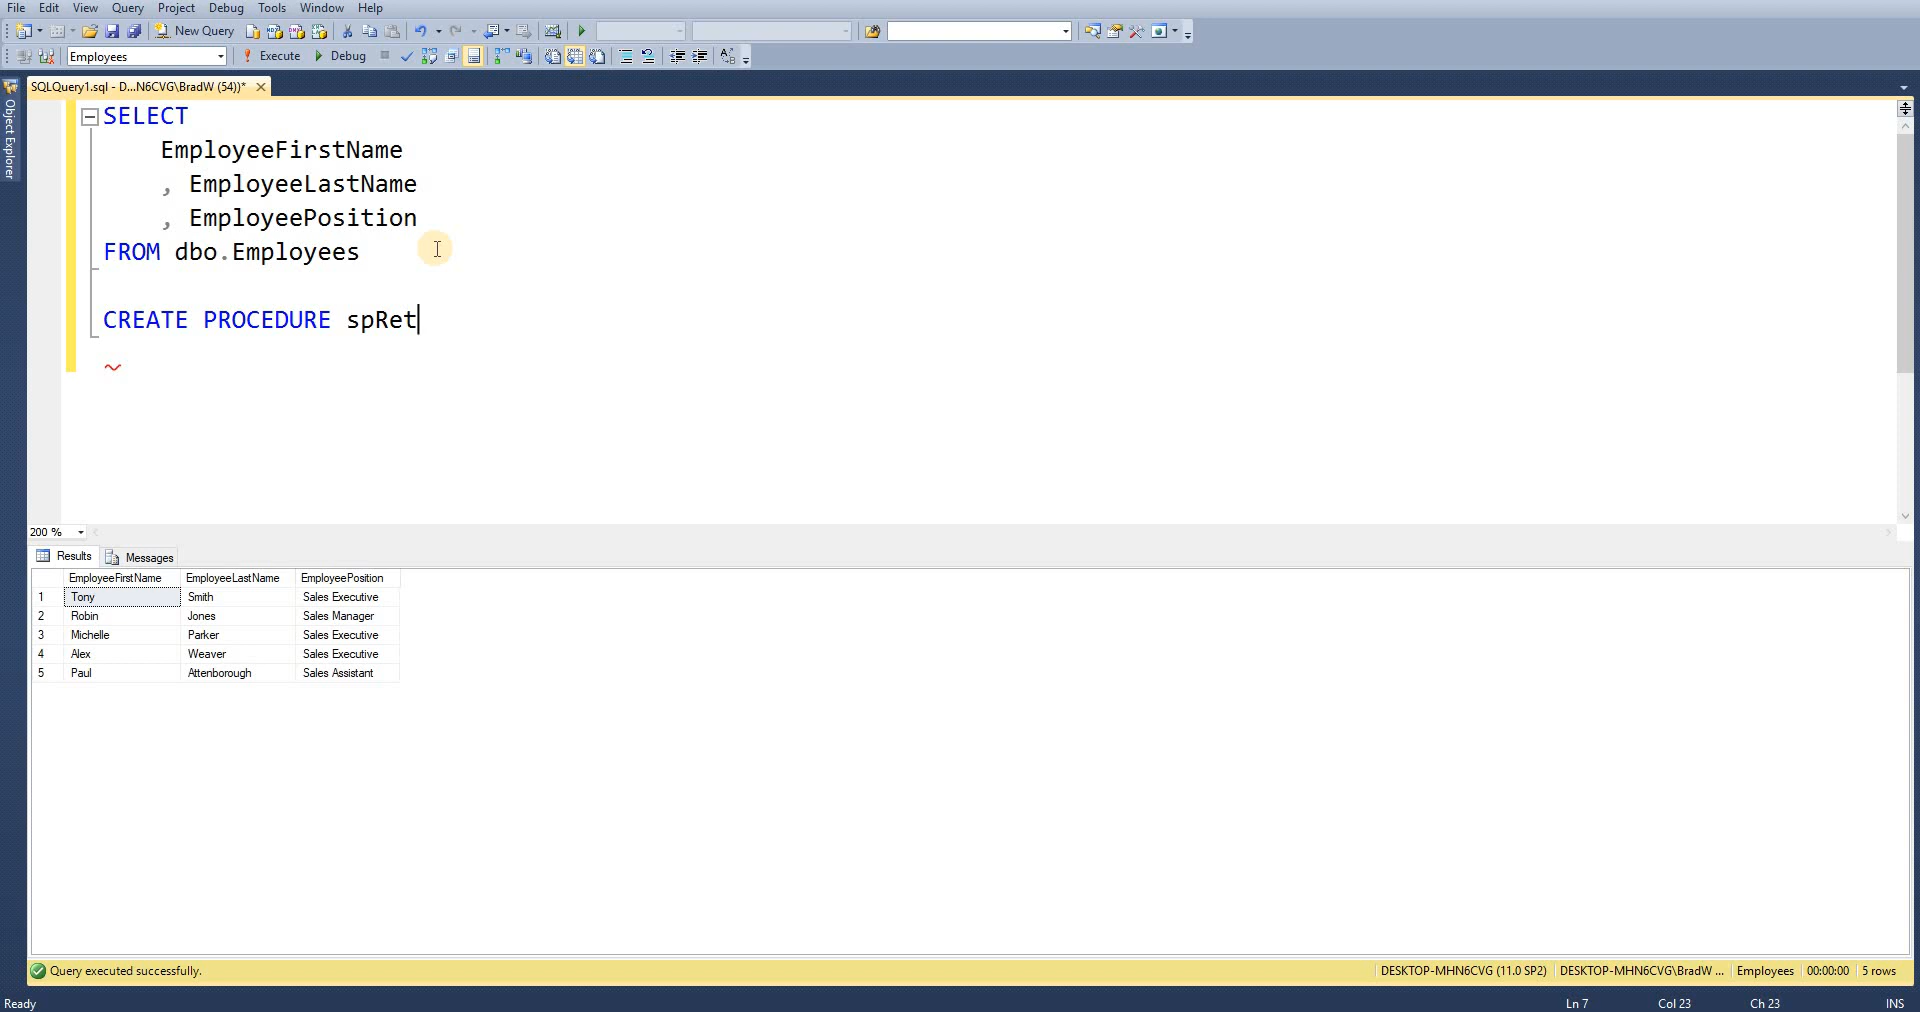 File Edit View Query Project Debug Tools Window Help
New Query
Employees Execute Debug
SQLQuery1.sql - D...N6CVG\BradW (54))*
Object Explorer
SELECT
EmployeeFirstName
, EmployeeLastName
, EmployeePosition
FROM dbo.Employees
CREATE PROCEDURE spRet
200 %
Results Messages
EmployeeFirstName EmployeeLastName EmployeePosition
1 Tony Smith Sales Executive
2 Robin Jones Sales Manager
3 Michelle Parker Sales Executive
4 Alex Weaver Sales Executive
5 Paul Attenborough Sales Assistant
Query executed successfully. DESKTOP-MHN6CVG (11.0 SP2) DESKTOP-MHN6CVG\BradW ... Employees 00:00:00 5 rows
Ready Ln 7 Col 23 Ch 23 INS